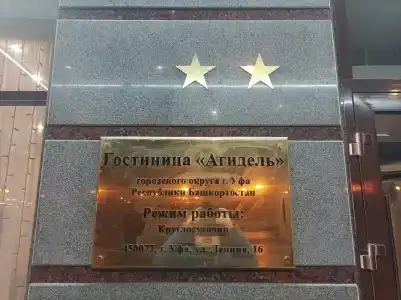 Гостиница «Агидель»
городского округа г. Уфа
Республики Башкортостан
Режим работы:
Круглосуточно
450077, г. Уфа, ул. Ленина, 16